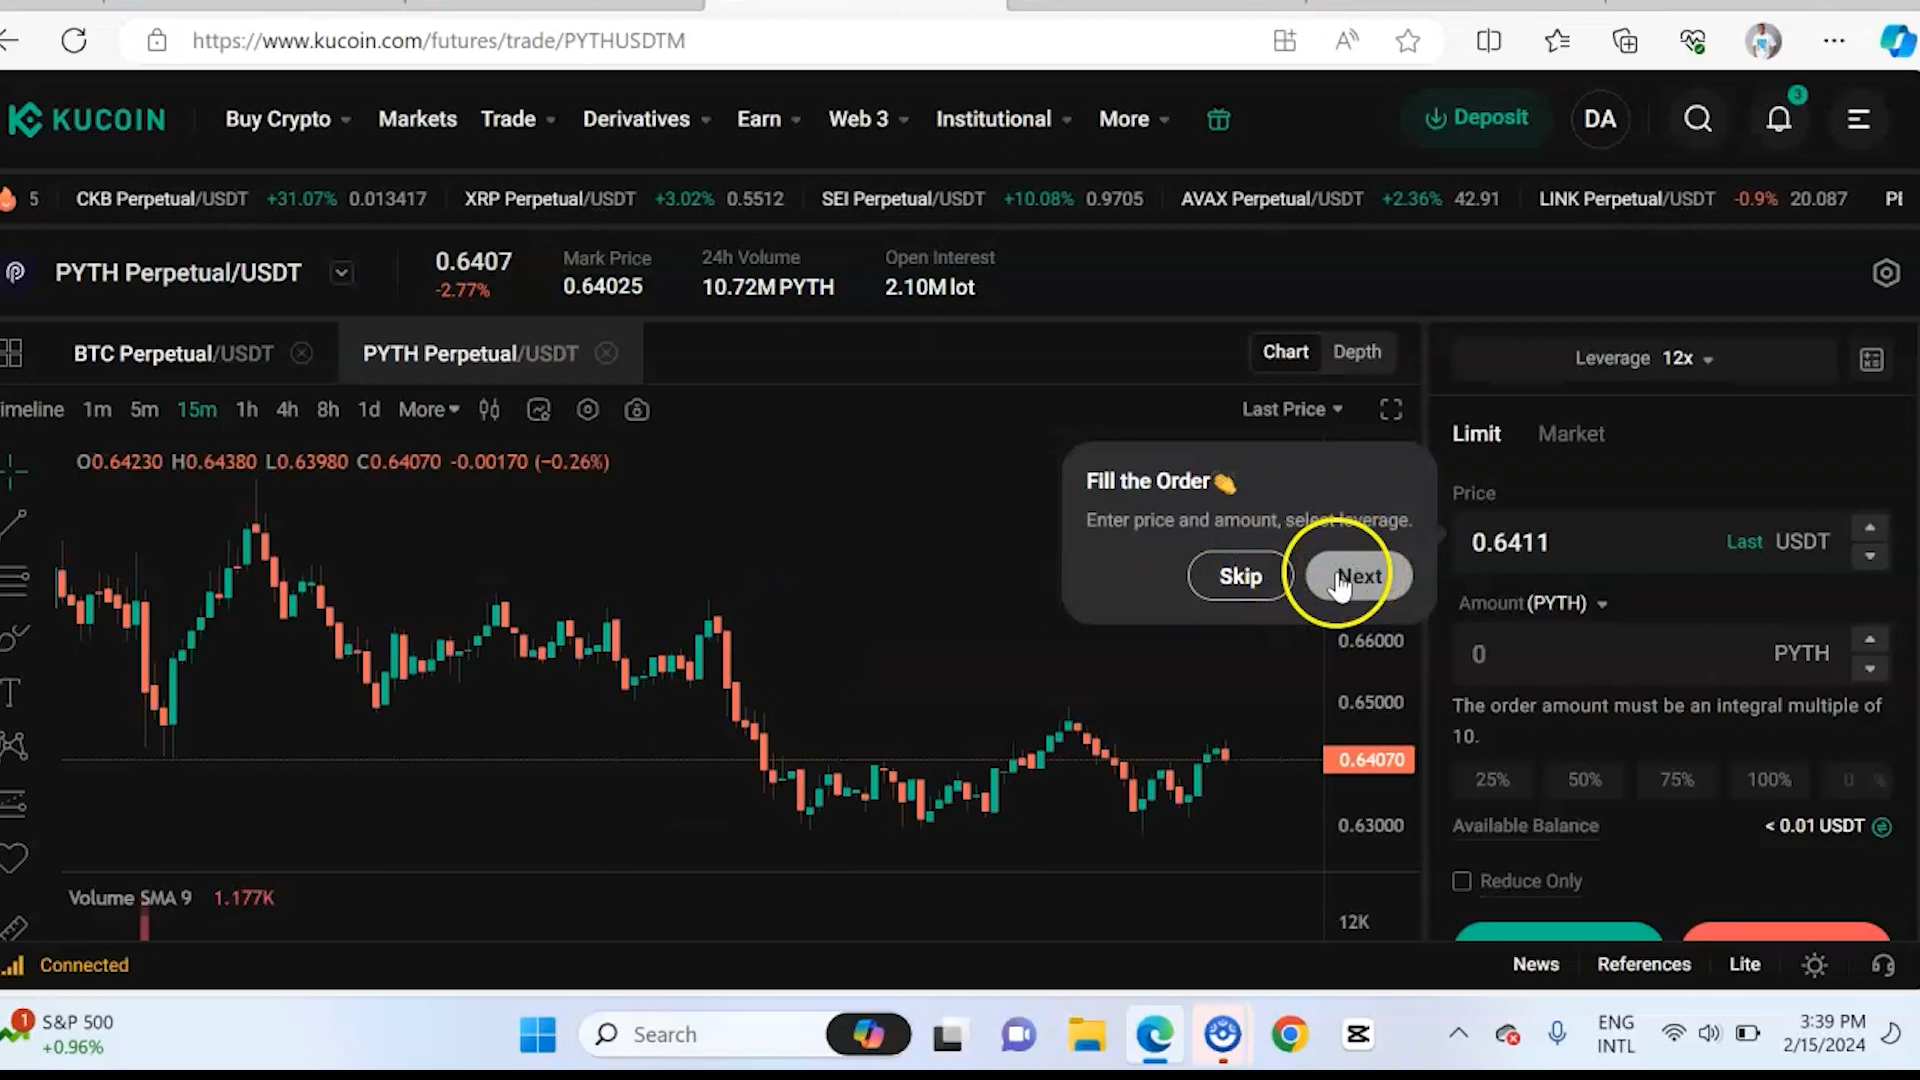 https://www.kucoin.com/futures/trade/PYTHUSDTM
KUCOIN Buy Crypto Markets Trade Derivatives Earn Web 3 Institutional More Deposit DA 3
5 CKB Perpetual/USDT +31.07% 0.013417 XRP Perpetual/USDT +3.02% 0.5512 SEI Perpetual/USDT +10.08% 0.9705 AVAX Perpetual/USDT +2.36% 42.91 LINK Perpetual/USDT -0.9% 20.087
PYTH Perpetual/USDT
0.6407
-2.77%
Mark Price
0.64025
24h Volume
10.72M PYTH
Open Interest
2.10M lot
BTC Perpetual/USDT PYTH Perpetual/USDT
Chart Depth
imeline 1m 5m 15m 1h 4h 8h 1d More
Last Price
O0.64230 H0.64380 L0.63980 C0.64070 -0.00170 (-0.26%)
Fill the Order👏
Enter price and amount, select leverage.
Skip Next
0.66000
0.65000
0.64070
0.63000
Volume SMA 9 1.177K
12K
Leverage 12x
Limit Market
Price
0.6411 Last USDT
Amount (PYTH)
0 PYTH
The order amount must be an integral multiple of
10.
25% 50% 75% 100% 0 %
Available Balance < 0.01 USDT
Reduce Only
Connected
News References Lite
1 S&P 500
+0.96%
Search
ENG
INTL
3:39 PM
2/15/2024